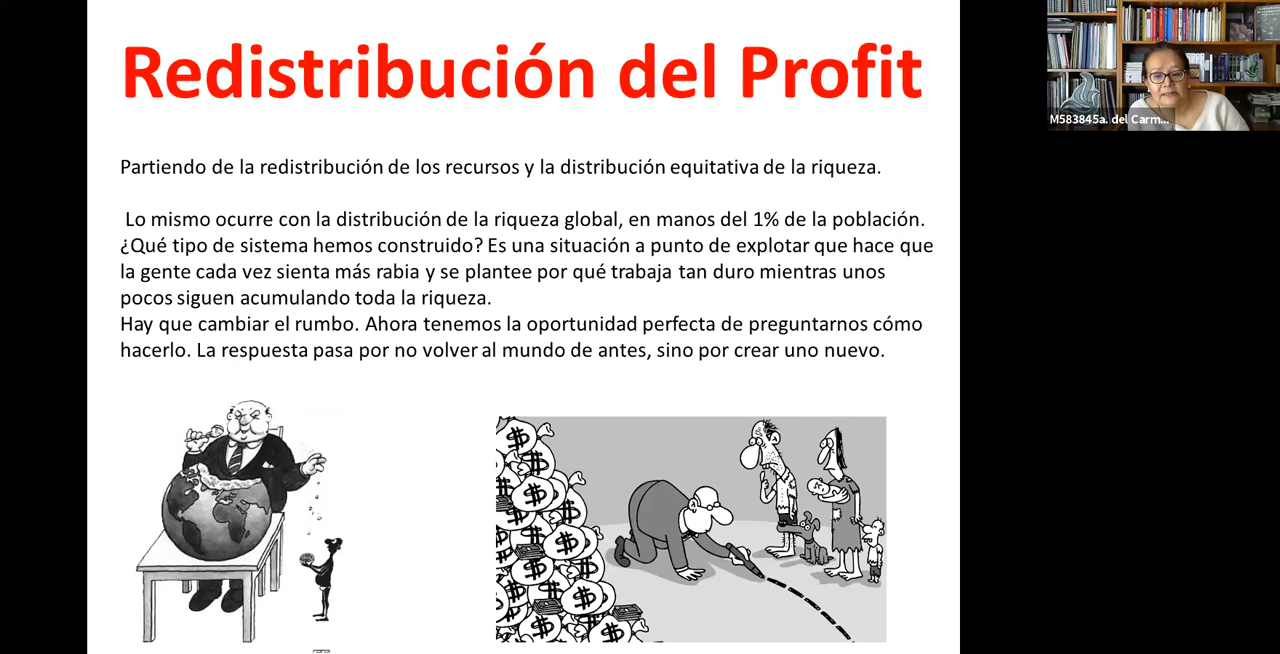 Redistribución del Profit
M583845a. del Carm...
Partiendo de la redistribución de los recursos y la distribución equitativa de la riqueza.
Lo mismo ocurre con la distribución de la riqueza global, en manos del 1% de la población.
¿Qué tipo de sistema hemos construido? Es una situación a punto de explotar que hace que
la gente cada vez sienta más rabia y se plantee por qué trabaja tan duro mientras unos
pocos siguen acumulando toda la riqueza.
Hay que cambiar el rumbo. Ahora tenemos la oportunidad perfecta de preguntarnos cómo
hacerlo. La respuesta pasa por no volver al mundo de antes, sino por crear uno nuevo.
$
$
$
$
$
$
$
$
$
$